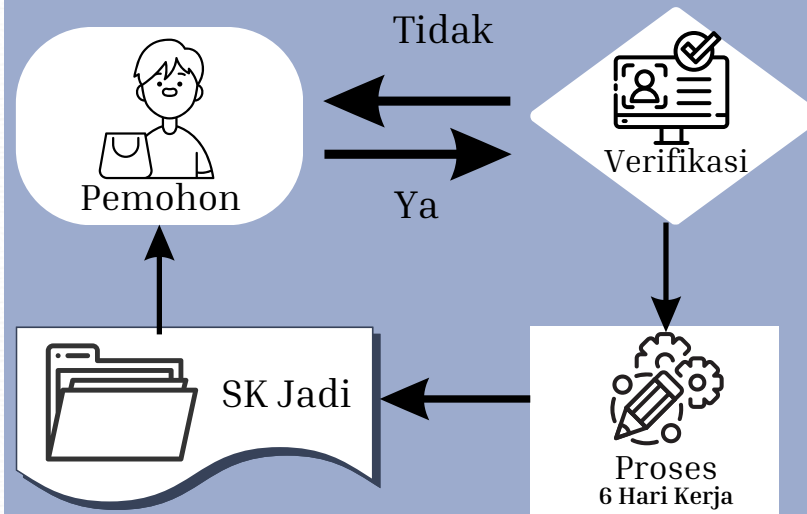 Tidak
Verifikasi
Pemohon
Ya
SK Jadi
Proses
6 Hari Kerja